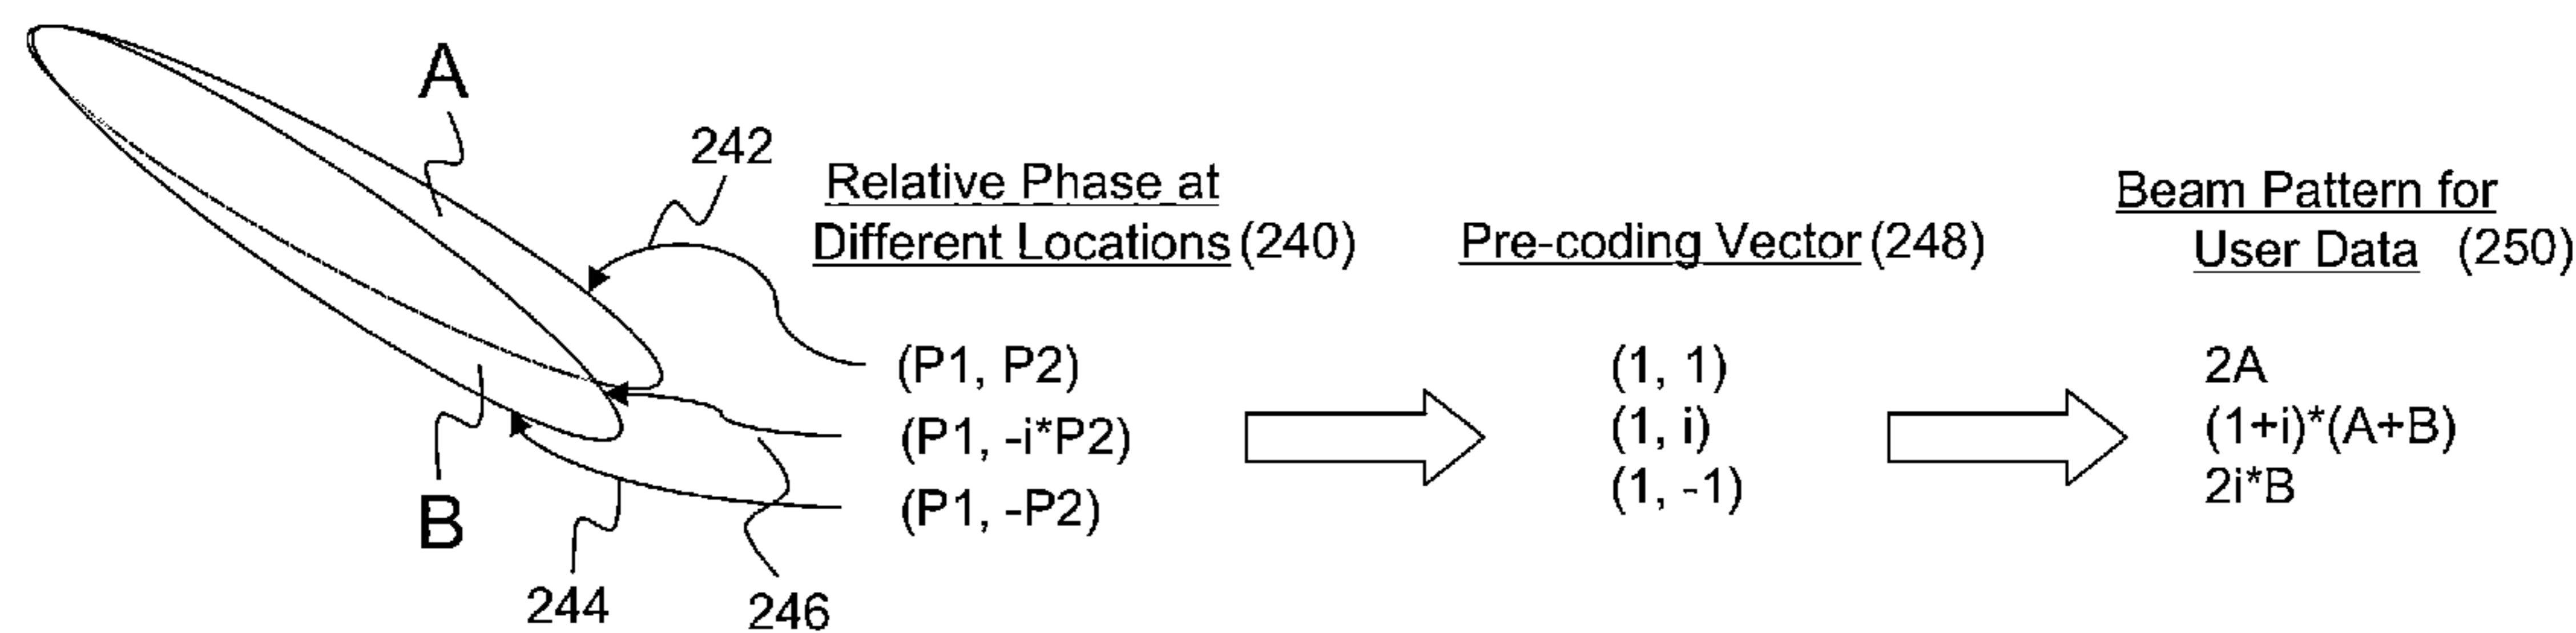 A
242
Relative Phase at
Different Locations (240)
Pre-coding Vector (248)
Beam Pattern for
User Data (250)
(P1, P2)
(1, 1)
2A
(P1, -i*P2)
(1, i)
(1+i)*(A+B)
(P1, -P2)
(1, -1)
2i*B
B
244
246